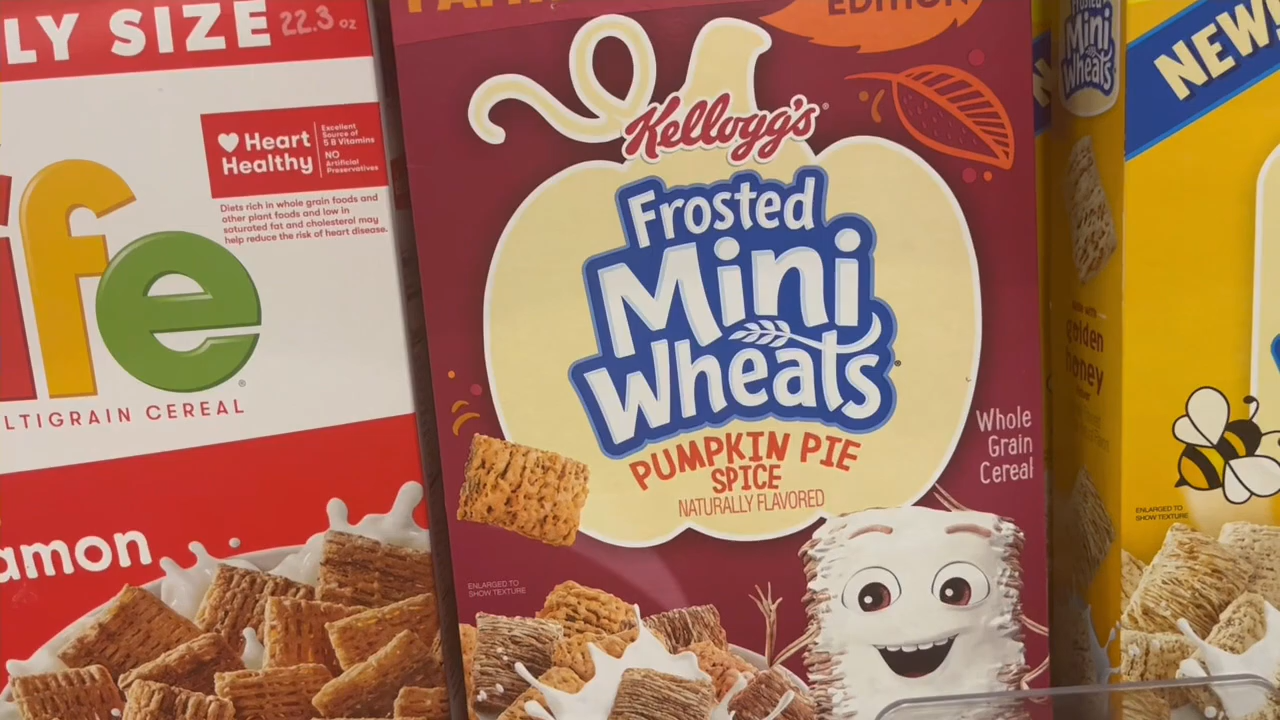 LY SIZE 22.3 oz
Heart
Healthy
Excellent
Source of
5 B Vitamins
NO
Artificial
Preservatives
Diets rich in whole grain foods and
other plant foods and low in
saturated fat and cholesterol may
help reduce the risk of heart disease.
ife®
LTIGRAIN CEREAL
amon
EDITION
Kellogg's®
Frosted
Mini
Wheats®
PUMPKIN PIE
SPICE
NATURALLY FLAVORED
Whole
Grain
Cereal
ENLARGED TO
SHOW TEXTURE
Frosted
Mini
Wheats
golden
honey
NEW!
ENLARGED TO
SHOW TEXTURE